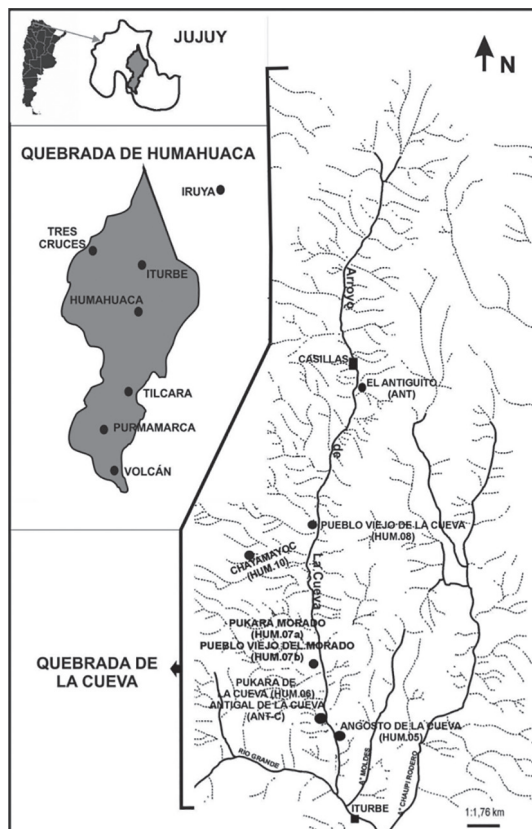 JUJUY
N
QUEBRADA DE HUMAHUACA
IRUYA
TRES
CRUCES
ITURBE
HUMAHUACA
TILCARA
PURMAMARCA
VOLCÁN
Arroyo
de
La Cueva
CASILLAS
EL ANTIGUITO
(ANT)
PUEBLO VIEJO DE LA CUEVA
(HUM.08)
CHAYAMAYOC
(HUM.10)
PUKARA MORADO
(HUM.07a)
PUEBLO VIEJO DEL MORADO
(HUM.07b)
QUEBRADA DE
LA CUEVA
PUKARA DE
LA CUEVA (HUM.06)
ANTIGAL DE LA CUEVA
(ANT-C)
ANGOSTO DE LA CUEVA
(HUM.05)
RIO GRANDE
A° MOLDES
A° CHAUPI RODERO
ITURBE
1:1,76 km